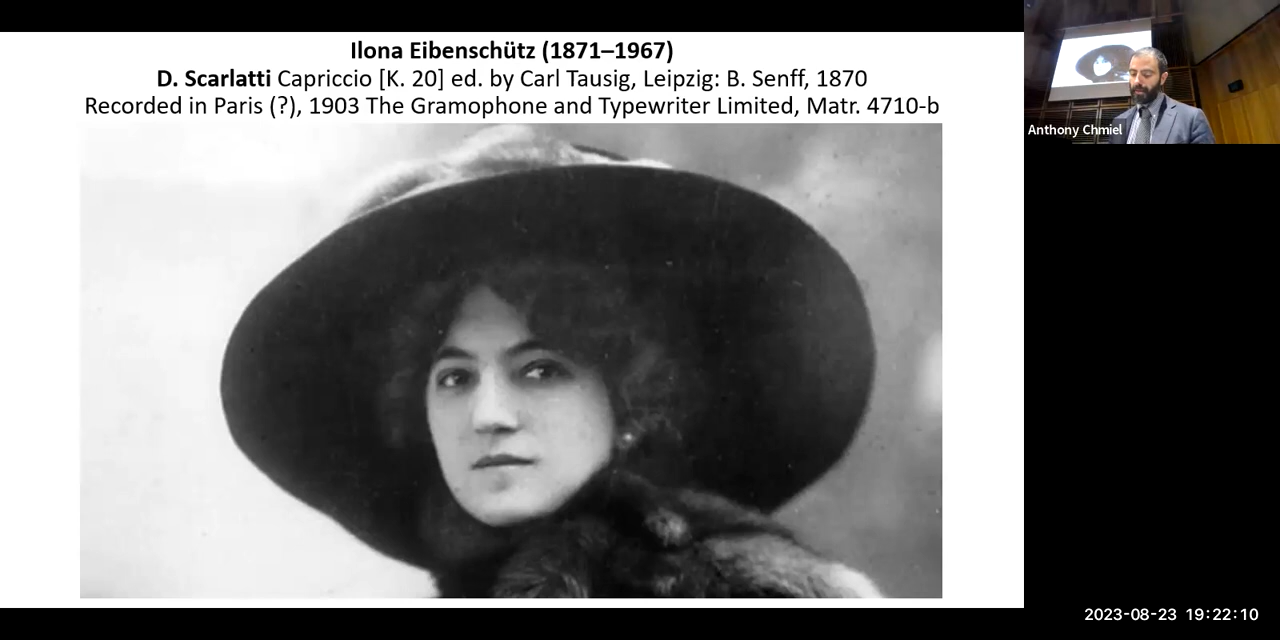 Ilona Eibenschütz (1871–1967)
D. Scarlatti Capriccio [K. 20] ed. by Carl Tausig, Leipzig: B. Senff, 1870
Recorded in Paris (?), 1903 The Gramophone and Typewriter Limited, Matr. 4710-b
Anthony Chmiel
2023-08-23 19:22:10